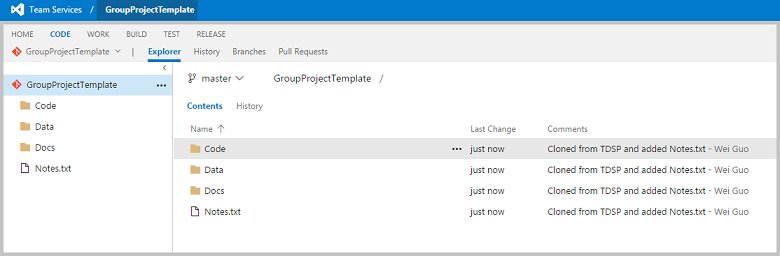 Team Services / GroupProjectTemplate
HOME CODE WORK BUILD TEST RELEASE
GroupProjectTemplate | Explorer History Branches Pull Requests
GroupProjectTemplate ...
Code
Data
Docs
Notes.txt
master GroupProjectTemplate /
Contents History
Name Last Change Comments
Code ... just now Cloned from TDSP and added Notes.txt - Wei Guo
Data just now Cloned from TDSP and added Notes.txt - Wei Guo
Docs just now Cloned from TDSP and added Notes.txt - Wei Guo
Notes.txt just now Cloned from TDSP and added Notes.txt - Wei Guo